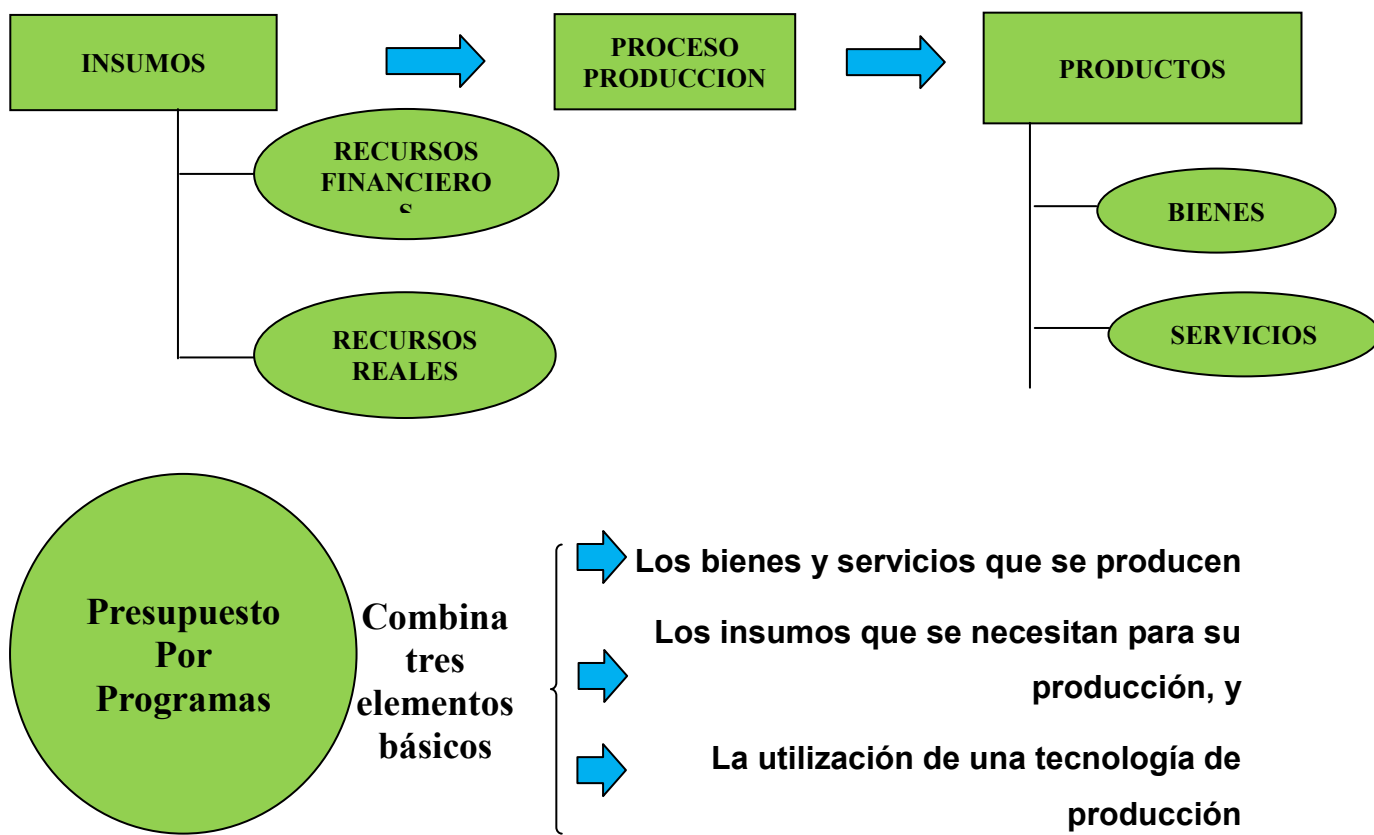 INSUMOS
PROCESO
PRODUCCION
PRODUCTOS
RECURSOS
FINANCIERO
S
BIENES
SERVICIOS
RECURSOS
REALES
Presupuesto
Por
Programas
Combina
tres
elementos
básicos
Los bienes y servicios que se producen
Los insumos que se necesitan para su
producción, y
La utilización de una tecnología de
producción